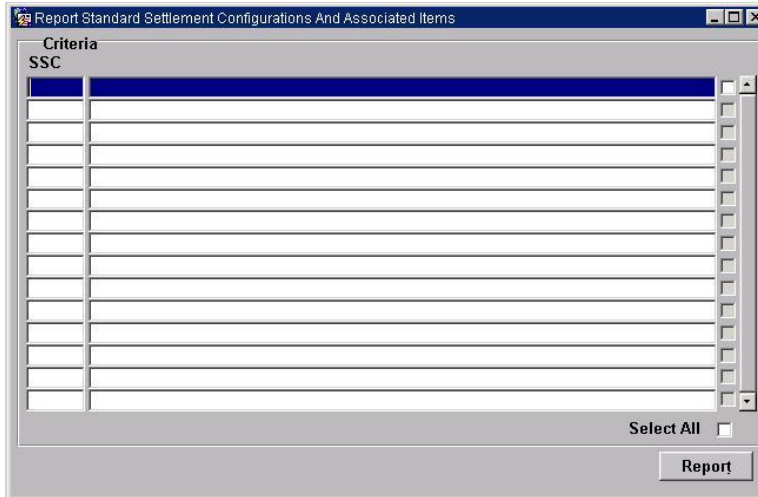 Report Standard Settlement Configurations And Associated Items
Criteria
SSC
Select All
Report